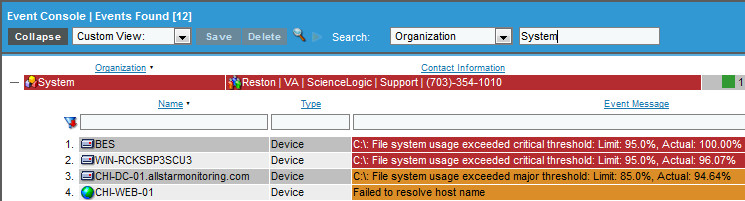 Event Console | Events Found [12]
Collapse Custom View: Save Delete Search: Organization System
Organization Contact Information
System Reston | VA | ScienceLogic | Support | (703)-354-1010 1
Name Type Event Message
1. BES Device C:\: File system usage exceeded critical threshold: Limit: 95.0%, Actual: 100.00%
2. WIN-RCKSBP3SCU3 Device C:\: File system usage exceeded critical threshold: Limit: 95.0%, Actual: 96.07%
3. CHI-DC-01.allstarmonitoring.com Device C:\: File system usage exceeded major threshold: Limit: 85.0%, Actual: 94.64%
4. CHI-WEB-01 Device Failed to resolve host name